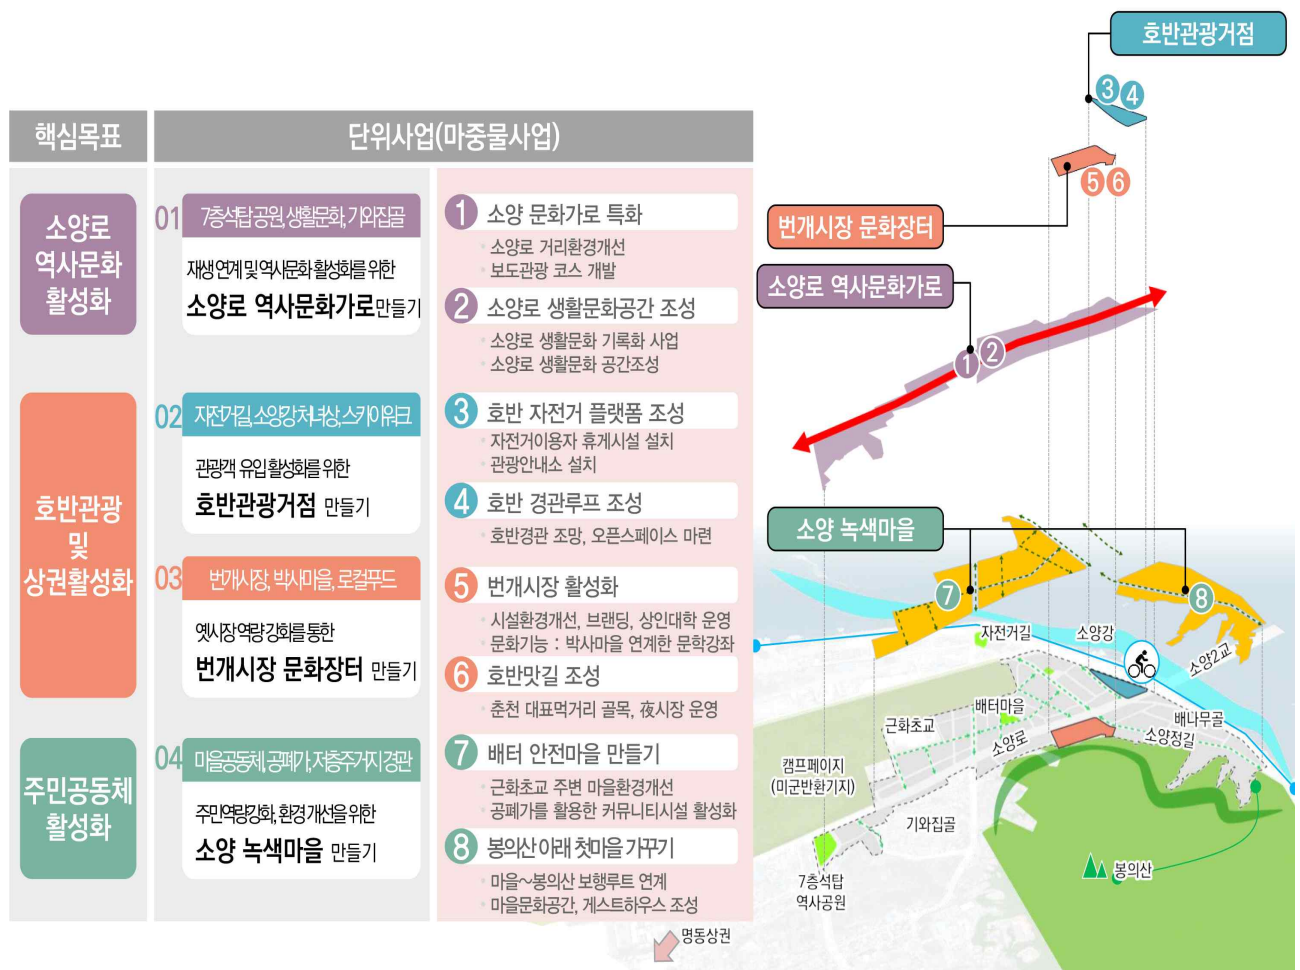 핵심목표
단위사업(마중물사업)
소양로
역사문화
활성화
01
7층석탑 공원, 생활문화, 기와집골
재생 연계 및 역사문화 활성화를 위한
소양로 역사문화가로 만들기
1 소양 문화가로 특화
소양로 거리환경개선
보도관광 코스 개발
2 소양로 생활문화공간 조성
소양로 생활문화 기록화 사업
소양로 생활문화 공간조성
호반관광
및
상권활성화
02
자전거길, 소양강 처녀상, 스카이워크
관광객 유입 활성화를 위한
호반관광거점 만들기
3 호반 자전거 플랫폼 조성
자전거이용자 휴게시설 설치
관광안내소 설치
4 호반 경관루프 조성
호반경관 조망, 오픈스페이스 마련
03
번개시장, 박사마을, 로컬푸드
옛시장 역량 강화를 통한
번개시장 문화장터 만들기
5 번개시장 활성화
시설환경개선, 브랜딩, 상인대학 운영
문화기능 : 박사마을 연계한 문학강좌
6 호반맛길 조성
춘천 대표먹거리 골목, 夜시장 운영
주민공동체
활성화
04
마을공동체, 공폐가, 저층주거지 경관
주민역량강화, 환경 개선을 위한
소양 녹색마을 만들기
7 배터 안전마을 만들기
근화초교 주변 마을환경개선
공폐가를 활용한 커뮤니티시설 활성화
8 봉의산 아래 첫마을 가꾸기
마을~봉의산 보행루트 연계
마을문화공간, 게스트하우스 조성
호반관광거점
3 4
5 6
번개시장 문화장터
소양로 역사문화가로
1 2
소양 녹색마을
7
8
자전거길
소양강
소양2교
배터마을
근화초교
소양로
배나무골
소양정길
캠프페이지
(미군반환기지)
기와집골
7층석탑
역사공원
봉의산
명동상권